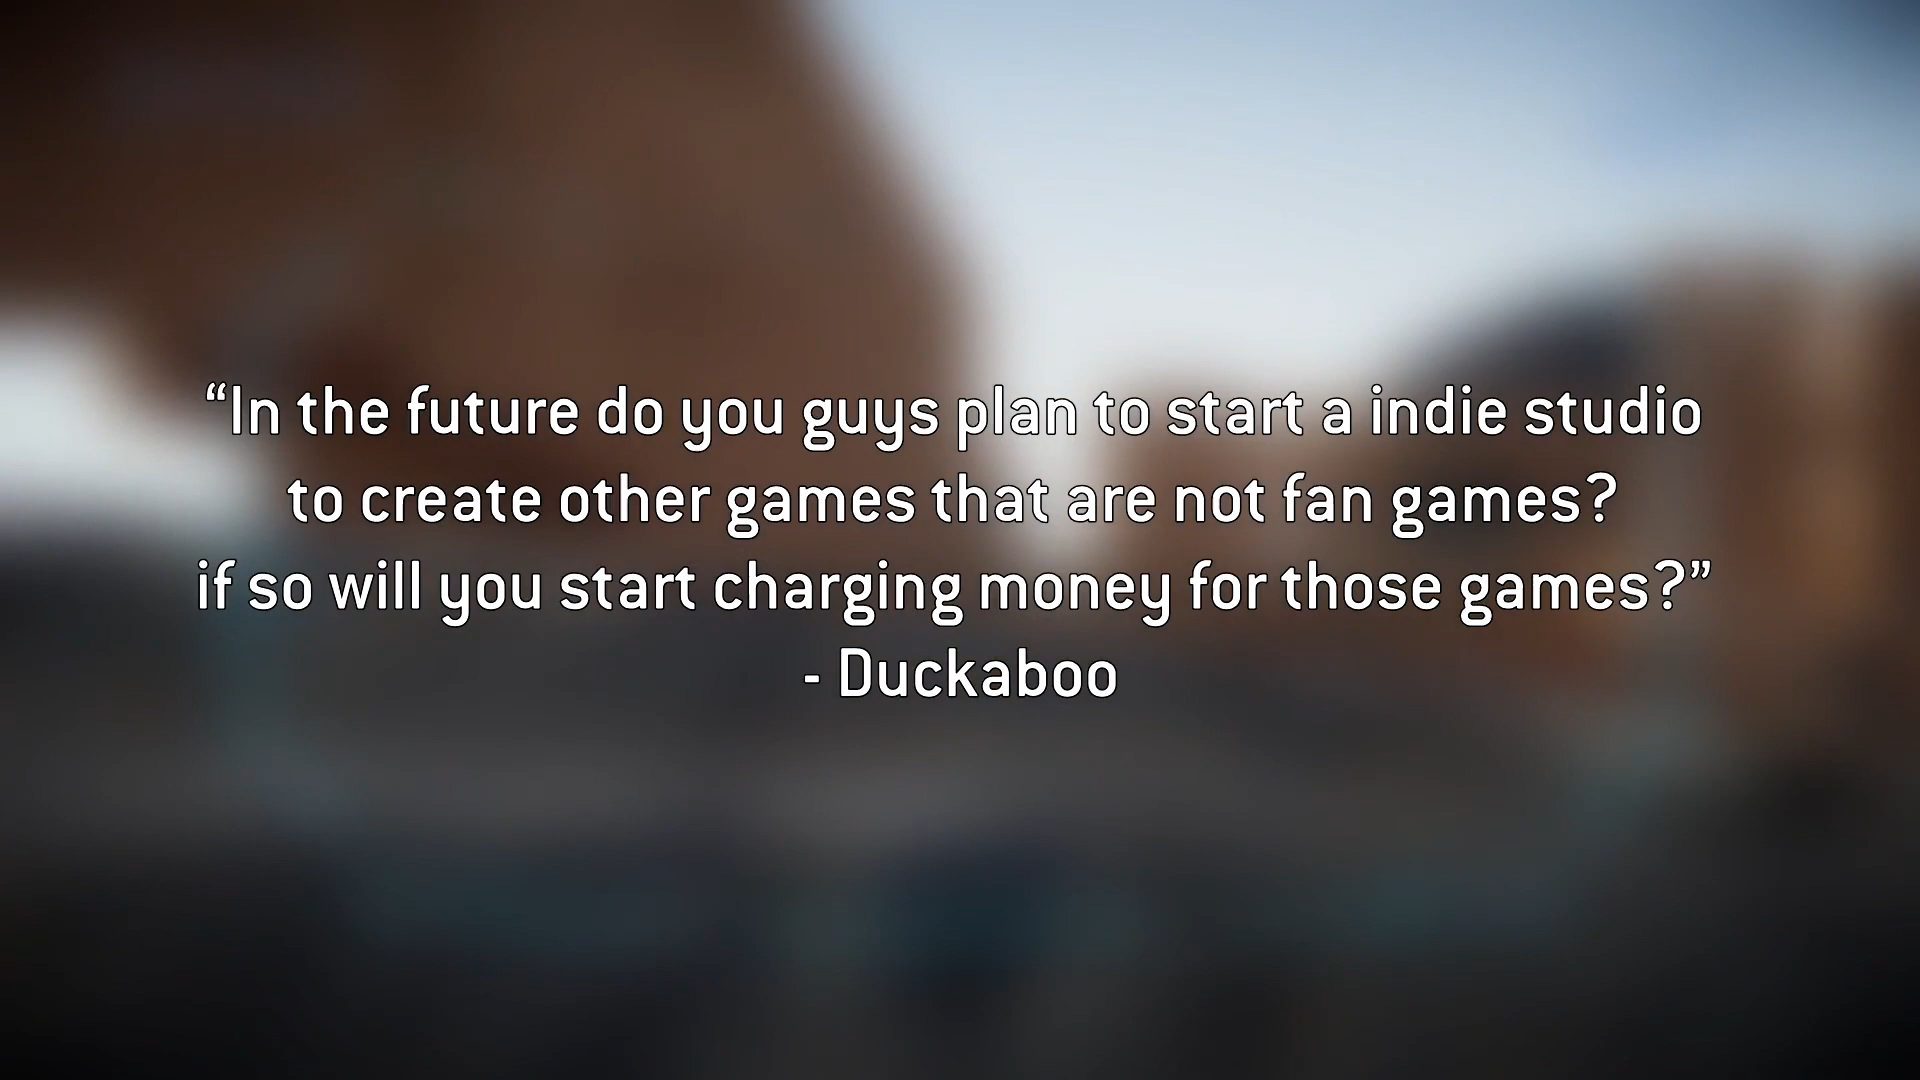 “In the future do you guys plan to start a indie studio
to create other games that are not fan games?
if so will you start charging money for those games?”
- Duckaboo